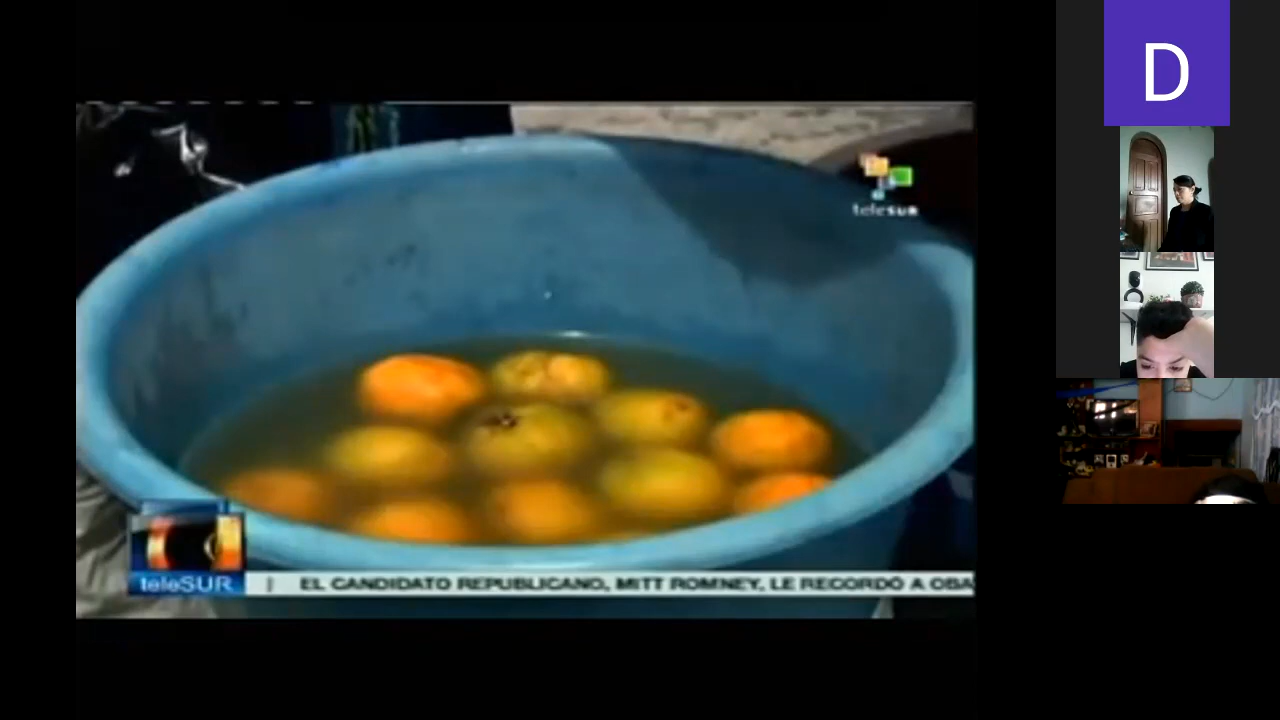 D
telesur
teleSUR
EL CANDIDATO REPUBLICANO, MITT ROMNEY, LE RECORDÓ A OBA